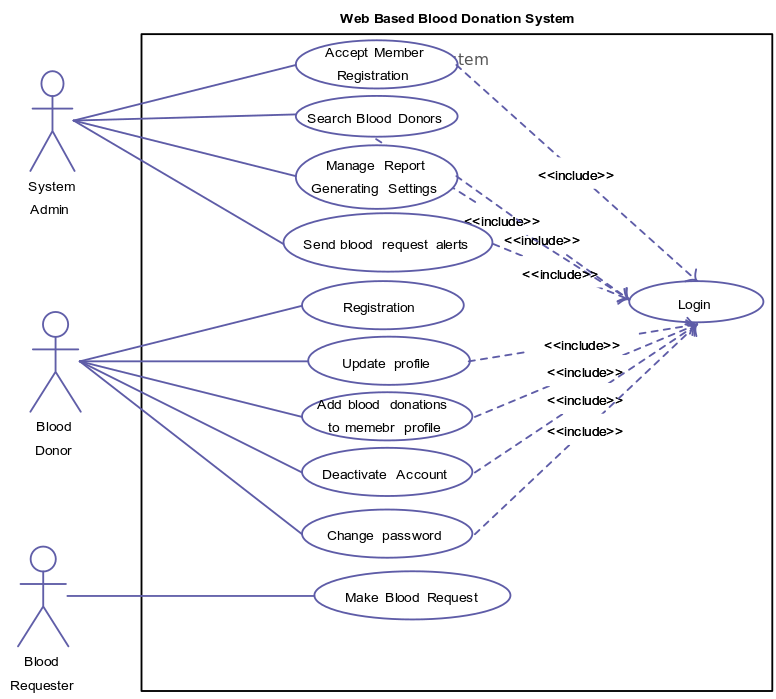 Web Based Blood Donation System
Accept Member
Registration
tem
Search Blood Donors
Manage Report
Generating Settings
Send blood request alerts
System
Admin
<<include>>
<<include>>
<<include>>
<<include>>
Registration
Login
Update profile
<<include>>
Add blood donations
to memebr profile
<<include>>
<<include>>
<<include>>
Blood
Donor
Deactivate Account
Change password
Make Blood Request
Blood
Requester